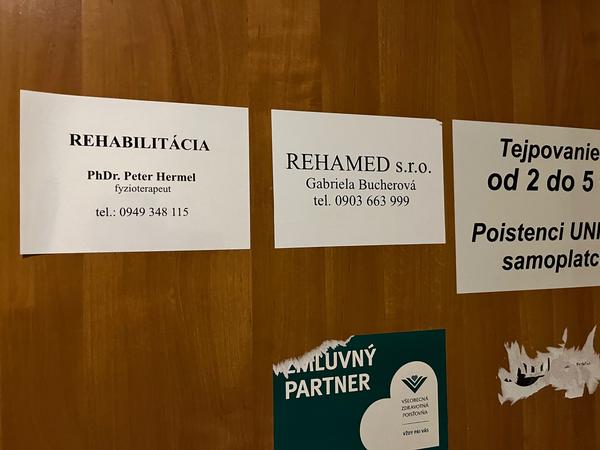 REHABILITÁCIA
PhDr. Peter Hermel
fyzioterapeut
tel.: 0949 348 115
REHAMED s.r.o.
Gabriela Bucherová
tel. 0903 663 999
Tejpovanie
od 2 do 5
Poistenci UNI
samoplatc
ZMLUVNÝ
PARTNER
VŠEOBECNÁ
ZDRAVOTNÁ
POISŤOVŇA
VŽDY PRI VÁS